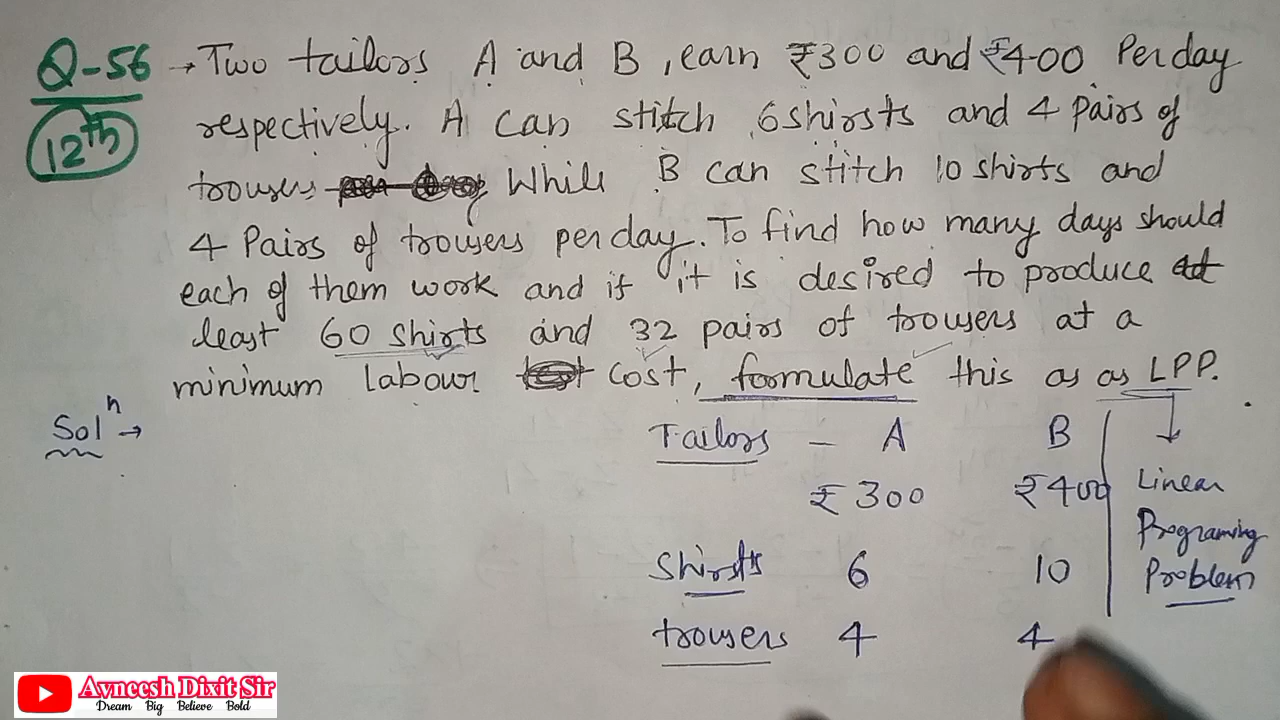 Q-56 → Two tailors A and B, earn ₹300 and ₹400 Per day
12th
respectively. A can stitch 6 shirsts and 4 pairs of
trousers While B can stitch 10 shirts and
4 Pairs of trousers per day. To find how many days should
each of them work and if it is desired to produce at
least 60 shirts and 32 pairs of trousers at a
minimum labour cost, formulate this as as LPP.
Solⁿ →
Tailors - A B
₹300 ₹400
Linear
Programing
Problem
Shirsts 6 10
trousers 4 4
Avneesh Dixit Sir
Dream Big Believe Bold